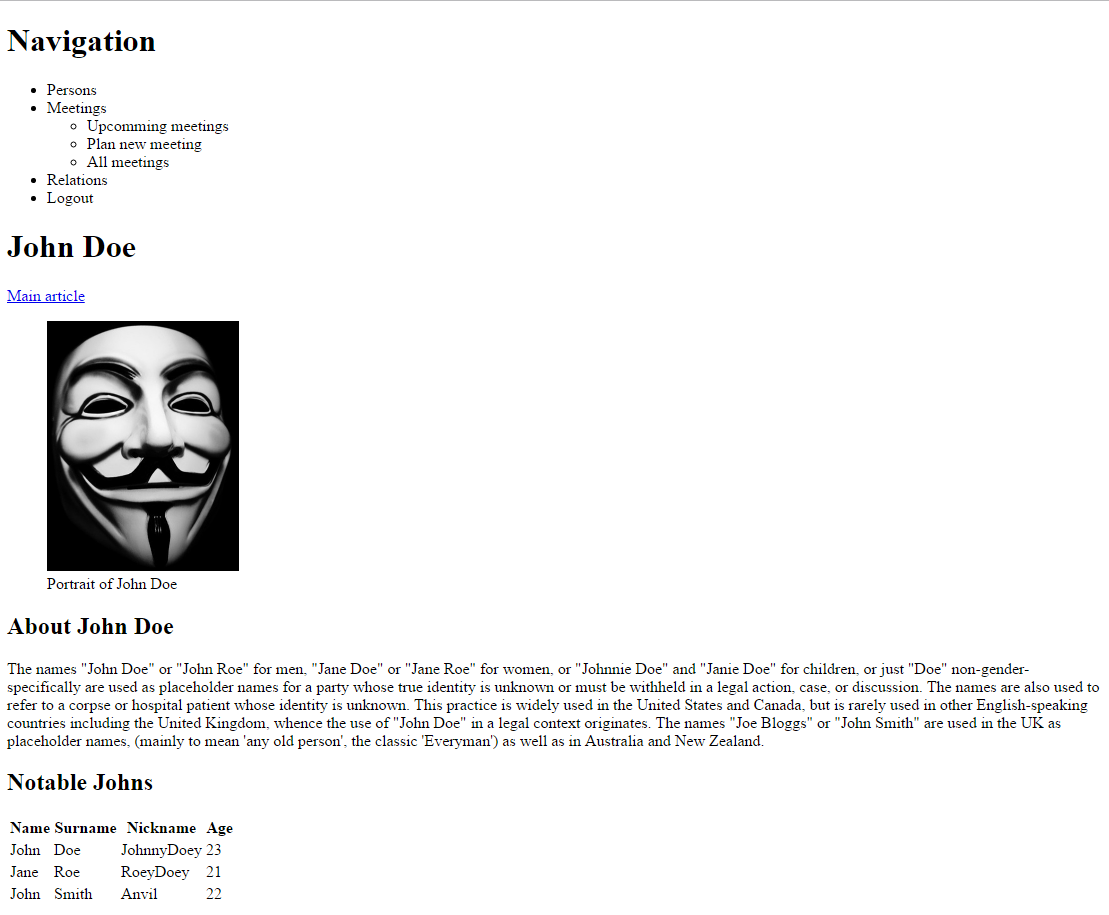 Navigation
Persons
Meetings
Upcomming meetings
Plan new meeting
All meetings
Relations
Logout
John Doe
Main article
Portrait of John Doe
About John Doe
The names "John Doe" or "John Roe" for men, "Jane Doe" or "Jane Roe" for women, or "Johnnie Doe" and "Janie Doe" for children, or just "Doe" non-gender-
specifically are used as placeholder names for a party whose true identity is unknown or must be withheld in a legal action, case, or discussion. The names are also used to
refer to a corpse or hospital patient whose identity is unknown. This practice is widely used in the United States and Canada, but is rarely used in other English-speaking
countries including the United Kingdom, whence the use of "John Doe" in a legal context originates. The names "Joe Bloggs" or "John Smith" are used in the UK as
placeholder names, (mainly to mean 'any old person', the classic 'Everyman') as well as in Australia and New Zealand.
Notable Johns
Name Surname Nickname Age
John Doe JohnnyDoey 23
Jane Roe RoeyDoey 21
John Smith Anvil 22